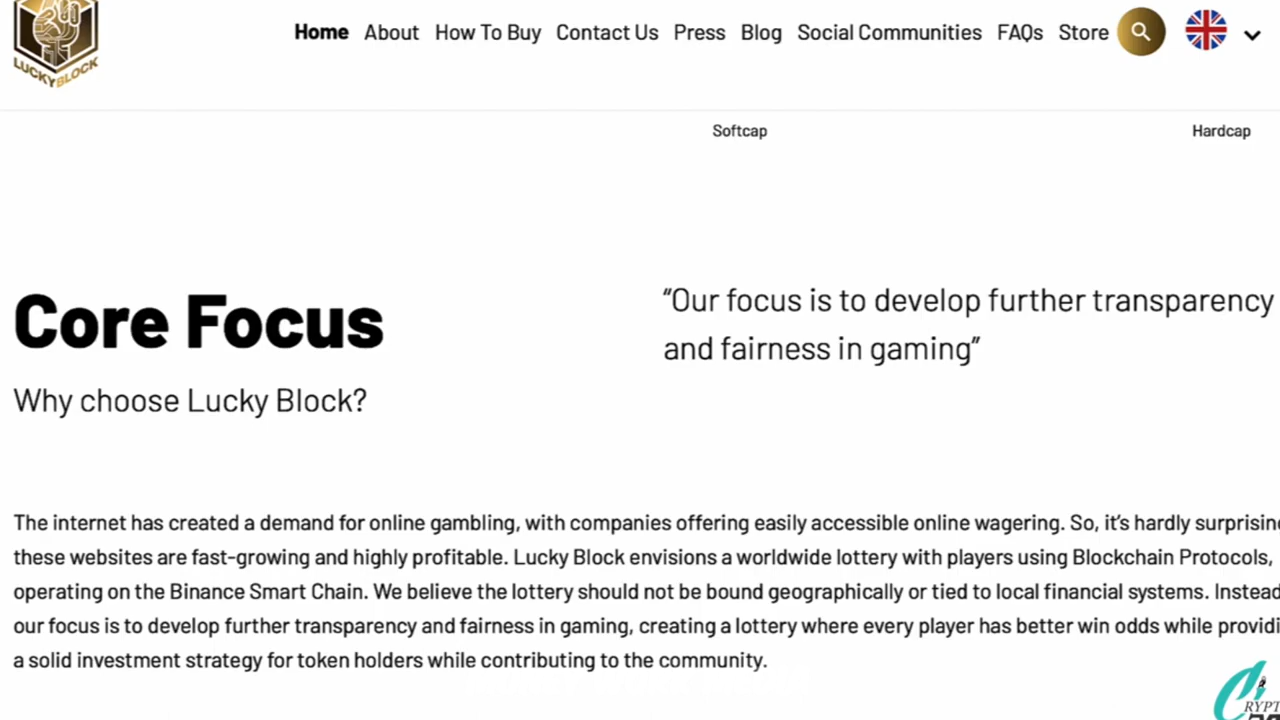 LUCKYBLOCK
Home About How To Buy Contact Us Press Blog Social Communities FAQs Store
Softcap Hardcap
Core Focus
Why choose Lucky Block?
“Our focus is to develop further transparency
and fairness in gaming”
The internet has created a demand for online gambling, with companies offering easily accessible online wagering. So, it’s hardly surprising
these websites are fast-growing and highly profitable. Lucky Block envisions a worldwide lottery with players using Blockchain Protocols,
operating on the Binance Smart Chain. We believe the lottery should not be bound geographically or tied to local financial systems. Instead
our focus is to develop further transparency and fairness in gaming, creating a lottery where every player has better win odds while providi
a solid investment strategy for token holders while contributing to the community.